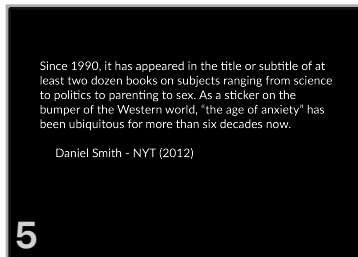 Since 1990, it has appeared in the title or subtitle of at
least two dozen books on subjects ranging from science
to politics to parenting to sex. As a sticker on the
bumper of the Western world, “the age of anxiety” has
been ubiquitous for more than six decades now.
Daniel Smith - NYT (2012)
5